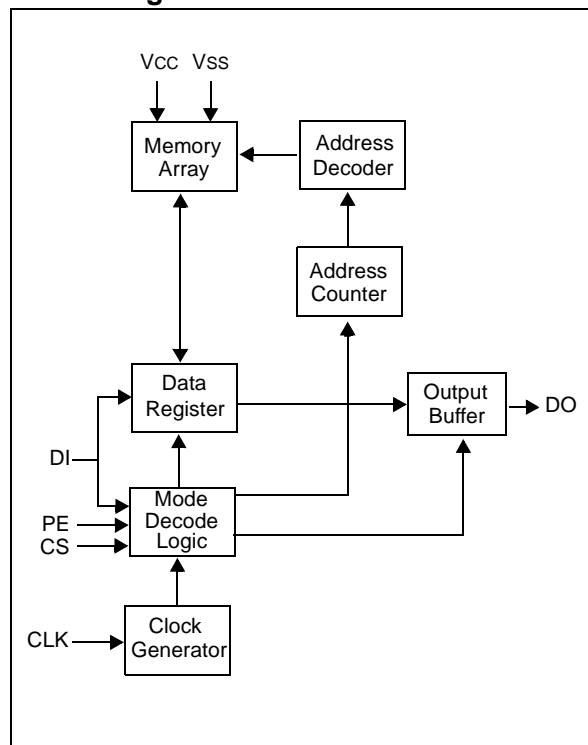 VCC VSS
Memory
Array
Address
Decoder
Address
Counter
Data
Register
Output
Buffer
DO
DI
Mode
Decode
Logic
PE
CS
CLK
Clock
Generator